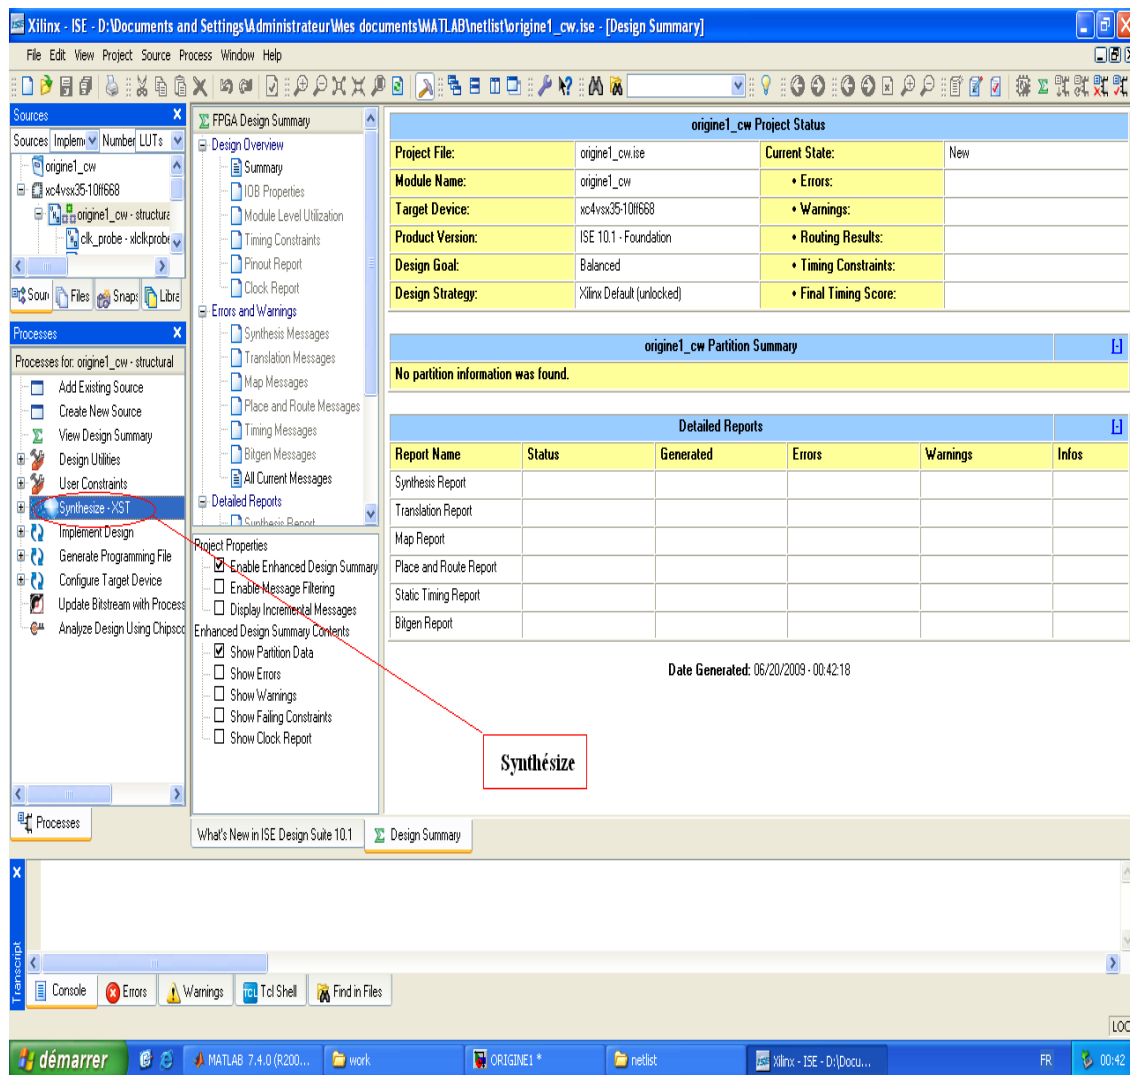 Xilinx - ISE - D:\Documents and Settings\Administrateur\Mes documents\MATLAB\netlist\origine1_cw.ise - [Design Summary]
File Edit View Project Source Process Window Help
Sources
Sources Implem Number LUTs
origine1_cw
xc4vsx35-10ff668
origine1_cw - structura
clk_probe - xlclkprobe
Sour Files Snaps Libra
Processes
Processes for: origine1_cw - structural
Add Existing Source
Create New Source
View Design Summary
Design Utilities
User Constraints
Synthesize - XST
Implement Design
Generate Programming File
Configure Target Device
Update Bitstream with Process
Analyze Design Using Chipsco
Processes
FPGA Design Summary
Design Overview
Summary
IOB Properties
Module Level Utilization
Timing Constraints
Pinout Report
Clock Report
Errors and Warnings
Synthesis Messages
Translation Messages
Map Messages
Place and Route Messages
Timing Messages
Bitgen Messages
All Current Messages
Detailed Reports
Synthesis Report
Project Properties
Enable Enhanced Design Summary
Enable Message Filtering
Display Incremental Messages
Enhanced Design Summary Contents
Show Partition Data
Show Errors
Show Warnings
Show Failing Constraints
Show Clock Report
origine1_cw Project Status
Project File: origine1_cw.ise Current State: New
Module Name: origine1_cw • Errors:
Target Device: xc4vsx35-10ff668 • Warnings:
Product Version: ISE 10.1 - Foundation • Routing Results:
Design Goal: Balanced • Timing Constraints:
Design Strategy: Xilinx Default (unlocked) • Final Timing Score:
origine1_cw Partition Summary [-]
No partition information was found.
Detailed Reports [-]
Report Name Status Generated Errors Warnings Infos
Synthesis Report
Translation Report
Map Report
Place and Route Report
Static Timing Report
Bitgen Report
Date Generated: 06/20/2009 - 00:42:18
Synthésize
What's New in ISE Design Suite 10.1 Design Summary
Transcript
Console Errors Warnings TCL Tcl Shell Find in Files
LOC
démarrer MATLAB 7.4.0 (R200... work ORIGINE1 * netlist ISE Xilinx - ISE - D:\Docu... FR 00:42